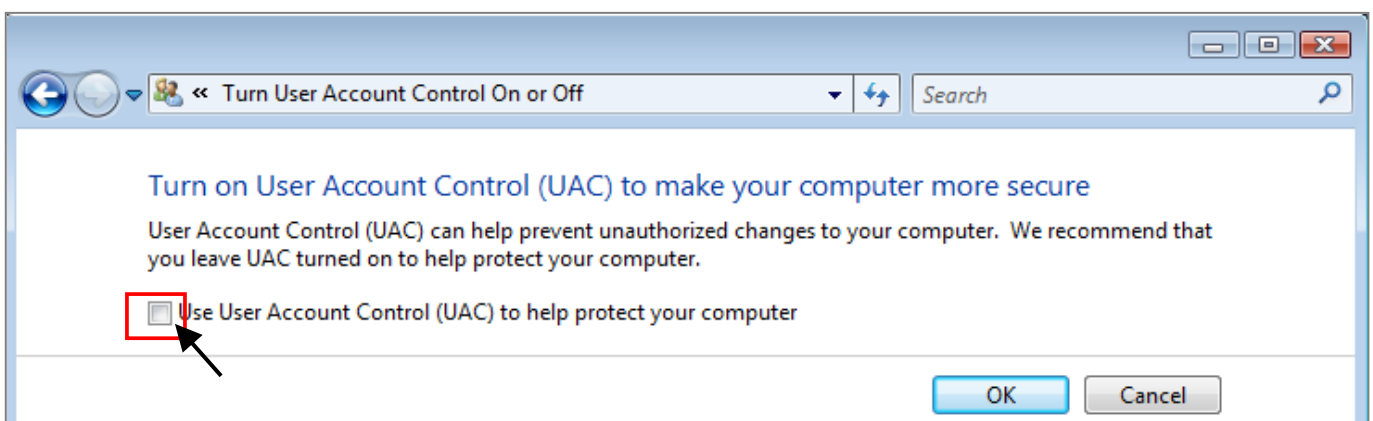 « Turn User Account Control On or Off
Search
Turn on User Account Control (UAC) to make your computer more secure
User Account Control (UAC) can help prevent unauthorized changes to your computer. We recommend that
you leave UAC turned on to help protect your computer.
Use User Account Control (UAC) to help protect your computer
OK
Cancel